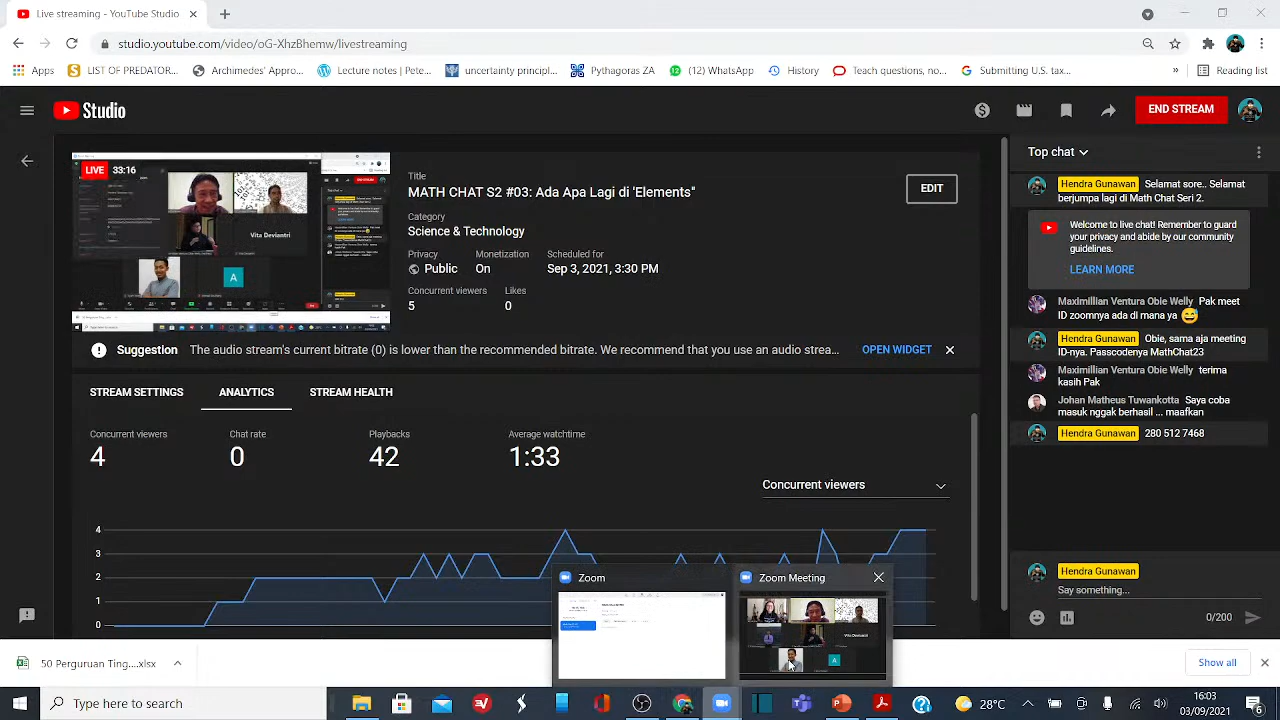 Live streaming - YouTube Studio
studio.youtube.com/video/oG-XhzBhemw/livestreaming
Apps
LIST OF PREDATOR...
Archimedes' Appro...
Lecture notes | Pete...
uncertainty principl...
Pythagoras ZA
(12) WhatsApp
History
Teach questions, no...
Submitting U.S. tax...
»
Reading list
Studio
END STREAM
LIVE 33:16
Vita Deviantri
A
Title
MATH CHAT S2 #03: Ada Apa Lagi di 'Elements'
EDIT
Category
Science & Technology
Privacy
Public
Monetisation
On
Scheduled for
Sep 3, 2021, 3:30 PM
Concurrent viewers
5
Likes
0
Suggestion
The audio stream's current bitrate (0) is lower than the recommended bitrate. We recommend that you use an audio strea...
OPEN WIDGET
STREAM SETTINGS
ANALYTICS
STREAM HEALTH
Concurrent viewers
4
Chat rate
0
Playbacks
42
Average watchtime
1:33
Concurrent viewers
4
3
2
1
0
Top chat
Hendra Gunawan Selamat sore,
berjumpa lagi di Math Chat Seri 2.
Welcome to live chat! Remember to guard
your privacy and abide by our community
guidelines.
LEARN MORE
Maximillian Ventura Obie Welly Pak saat
ID zoomnya ada di mana ya 😅
Hendra Gunawan Obie, sama aja meeting
ID-nya. Passcodenya MathChat23
Maximillian Ventura Obie Welly terima
kasih Pak
Johan Matheus Tuwankotta Saya coba
masuk nggak berhasil ... maafkan
Hendra Gunawan 280 512 7468
Hendra Gunawan
Say something...
0/200
Zoom
Zoom Meeting
Vita Deviantri
A
50 Perguruan Ting....xlsx
Show all
Type here to search
28°C
16:03
03/09/2021
6